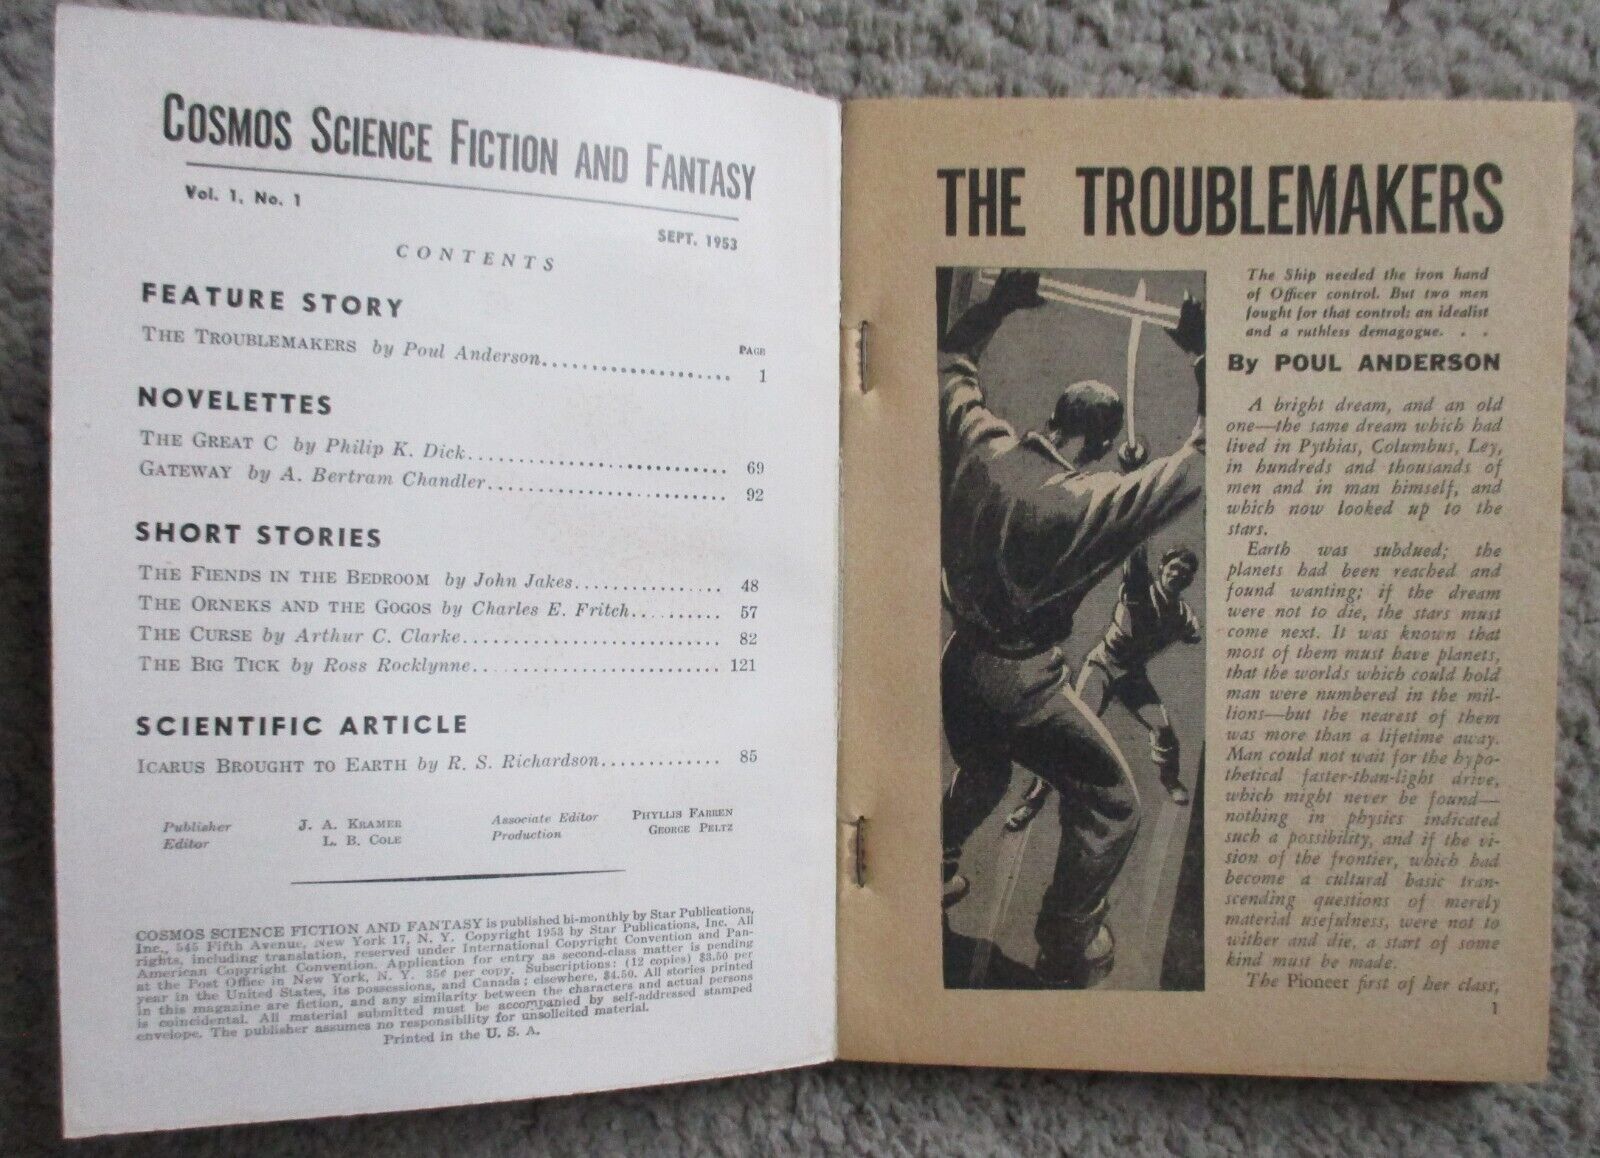 COSMOS SCIENCE FICTION AND FANTASY
Vol. 1, No. 1
SEPT. 1953
CONTENTS
FEATURE STORY
PAGE
THE TROUBLEMAKERS by Poul Anderson.................... 1
NOVELETTES
THE GREAT C by Philip K. Dick............................ 69
GATEWAY by A. Bertram Chandler........................ 92
SHORT STORIES
THE FIENDS IN THE BEDROOM by John Jakes.............. 48
THE ORNEKS AND THE GOGOS by Charles E. Fritch.......... 57
THE CURSE by Arthur C. Clarke.......................... 82
THE BIG TICK by Ross Rocklynne........................ 121
SCIENTIFIC ARTICLE
ICARUS BROUGHT TO EARTH by R. S. Richardson............ 85
Publisher J. A. KRAMER Associate Editor PHYLLIS FARREN
Editor L. B. COLE Production GEORGE PELTZ
COSMOS SCIENCE FICTION AND FANTASY is published bi-monthly by Star Publications,
Inc., 545 Fifth Avenue, New York 17, N. Y. Copyright 1953 by Star Publications, Inc. All
rights, including translation, reserved under International Copyright Convention and Pan-
American Copyright Convention. Application for entry as second-class matter is pending
at the Post Office in New York, N. Y. 35¢ per copy. Subscriptions: (12 copies) $3.50 per
year in the United States, its possessions, and Canada; elsewhere, $4.50. All stories printed
in this magazine are fiction, and any similarity between the characters and actual persons
is coincidental. All material submitted must be accompanied by self-addressed stamped
envelope. The publisher assumes no responsibility for unsolicited material.
Printed in the U. S. A.
THE TROUBLEMAKERS
The Ship needed the iron hand
of Officer control. But two men
fought for that control: an idealist
and a ruthless demagogue. . .
By POUL ANDERSON
A bright dream, and an old
one—the same dream which had
lived in Pythias, Columbus, Ley,
in hundreds and thousands of
men and in man himself, and
which now looked up to the
stars.
Earth was subdued; the
planets had been reached and
found wanting; if the dream
were not to die, the stars must
come next. It was known that
most of them must have planets,
that the worlds which could hold
man were numbered in the mil-
lions—but the nearest of them
was more than a lifetime away.
Man could not wait for the hypo-
thetical faster-than-light drive,
which might never be found—
nothing in physics indicated
such a possibility, and if the vi-
sion of the frontier, which had
become a cultural basic tran-
scending questions of merely
material usefulness, were not to
wither and die, a start of some
kind must be made.
The Pioneer first of her class,
1